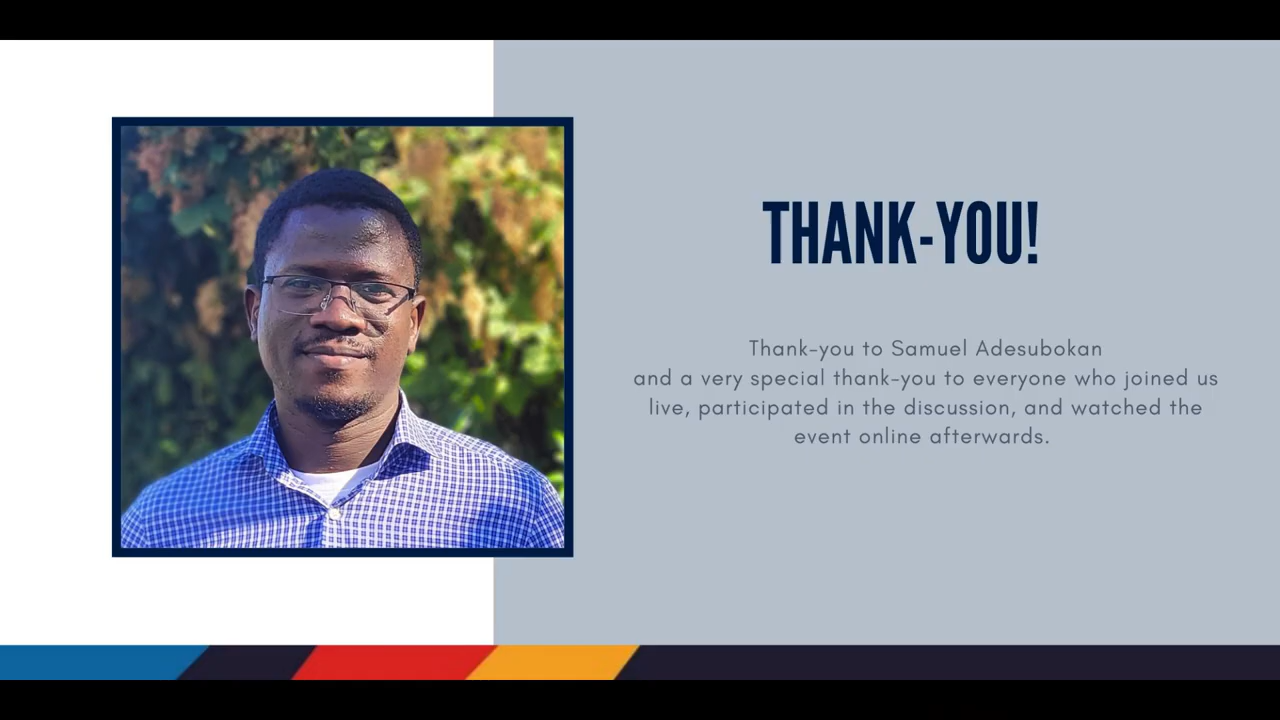 THANK-YOU!
Thank-you to Samuel Adesubokan
and a very special thank-you to everyone who joined us
live, participated in the discussion, and watched the
event online afterwards.